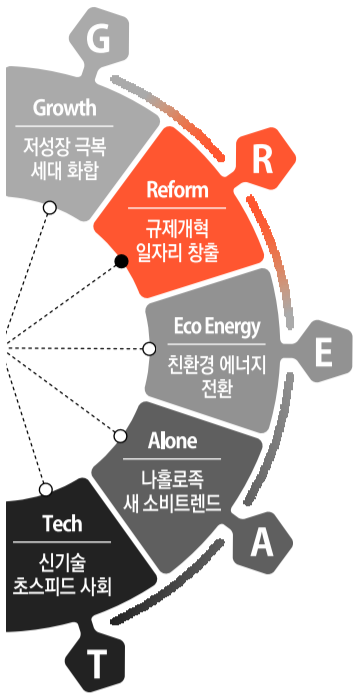 G
Growth
저성장 극복
세대 화합
R
Reform
규제개혁
일자리 창출
E
Eco Energy
친환경 에너지
전환
A
Alone
나홀로족
새 소비트렌드
T
Tech
신기술
초스피드 사회